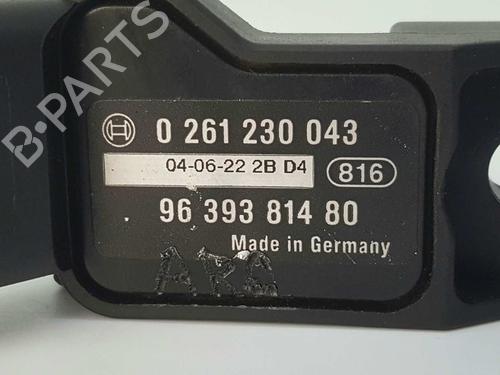 B-PARTS
0 261 230 043
04-06-22 2B D4 816
96 393 814 80
Made in Germany